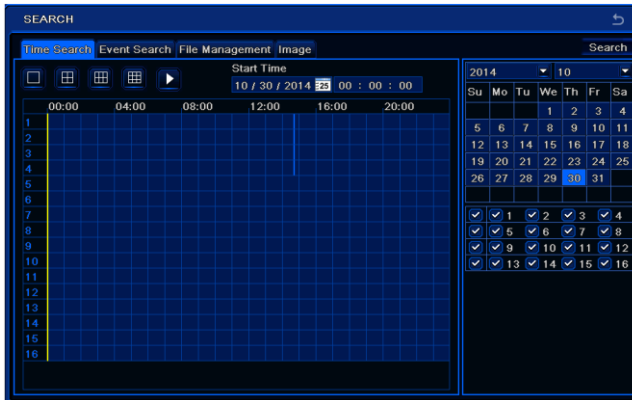 SEARCH
Time Search Event Search File Management Image Search
Start Time
10 / 30 / 2014 25 00 : 00 : 00
00:00 04:00 08:00 12:00 16:00 20:00
1
2
3
4
5
6
7
8
9
10
11
12
13
14
15
16
2014 10
Su Mo Tu We Th Fr Sa
1 2 3 4
5 6 7 8 9 10 11
12 13 14 15 16 17 18
19 20 21 22 23 24 25
26 27 28 29 30 31
1 2 3 4
5 6 7 8
9 10 11 12
13 14 15 16